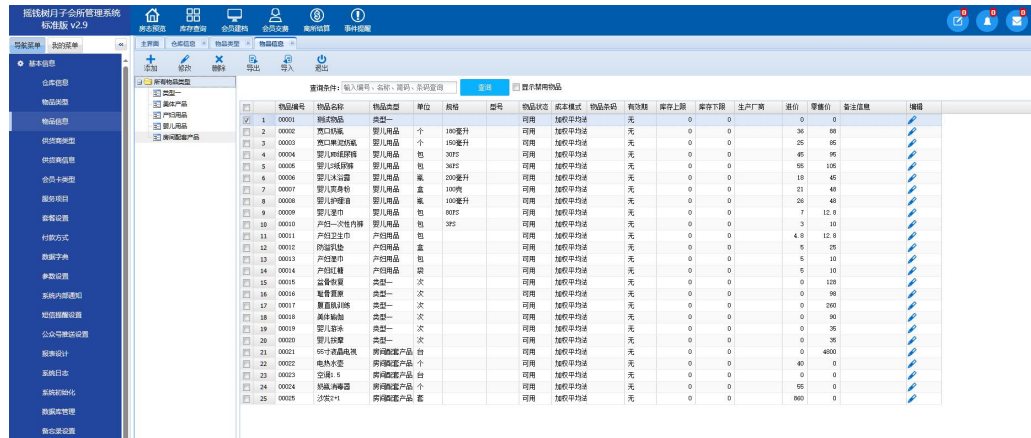 摇钱树月子会所管理系统
标准版 v2.9
房态预览 库存查询 会员建档 会员交费 离所结算 事件提醒
0 0 0
导航菜单 我的菜单 «
主界面 仓库信息 × 物品类型 × 物品信息 ×
添加 修改 删除 导出 导入 退出
基本信息
仓库信息
物品类型
物品信息
供货商类型
供货商信息
会员卡类型
服务项目
套餐设置
付款方式
数据字典
参数设置
系统内部通知
短信提醒设置
公众号推送设置
报表设计
系统日志
系统初始化
数据库管理
备忘录设置
所有物品类型
类型一
美体产品
产妇用品
婴儿用品
房间配套产品
查询条件: 输入编号、名称、简码、条码查询 查询 显示禁用物品
物品编号 物品名称 物品类型 单位 规格 型号 物品状态 成本模式 物品条码 有效期 库存上限 库存下限 生产厂商 进价 零售价 备注信息 编辑
1 00001 测试物品 类型一 可用 加权平均法 无 0 0 0 0
2 00002 宽口奶瓶 婴儿用品 个 180毫升 可用 加权平均法 无 0 0 36 88
3 00003 宽口果泥奶瓶 婴儿用品 个 150毫升 可用 加权平均法 无 0 0 25 85
4 00004 婴儿NB纸尿裤 婴儿用品 包 30PS 可用 加权平均法 无 0 0 45 95
5 00005 婴儿S纸尿裤 婴儿用品 包 36PS 可用 加权平均法 无 0 0 55 105
6 00006 婴儿沐浴露 婴儿用品 瓶 200毫升 可用 加权平均法 无 0 0 18 45
7 00007 婴儿爽身粉 婴儿用品 盒 100克 可用 加权平均法 无 0 0 21 48
8 00008 婴儿护理油 婴儿用品 瓶 100毫升 可用 加权平均法 无 0 0 26 48
9 00009 婴儿湿巾 婴儿用品 包 80PS 可用 加权平均法 无 0 0 7 12.8
10 00010 产妇一次性内裤 婴儿用品 包 3PS 可用 加权平均法 无 0 0 3 10
11 00011 产妇卫生巾 产妇用品 包 可用 加权平均法 无 0 0 4.8 12.8
12 00012 防溢乳垫 产妇用品 盒 可用 加权平均法 无 0 0 5 25
13 00013 产妇湿巾 产妇用品 包 可用 加权平均法 无 0 0 5 10
14 00014 产妇红糖 产妇用品 袋 可用 加权平均法 无 0 0 5 10
15 00015 盆骨恢复 类型一 次 可用 加权平均法 无 0 0 0 128
16 00016 耻骨复原 类型一 次 可用 加权平均法 无 0 0 0 98
17 00017 腹直肌训练 类型一 次 可用 加权平均法 无 0 0 0 260
18 00018 美体瑜伽 类型一 次 可用 加权平均法 无 0 0 0 90
19 00019 婴儿游泳 类型一 次 可用 加权平均法 无 0 0 0 35
20 00020 婴儿抚摩 类型一 次 可用 加权平均法 无 0 0 0 35
21 00021 55寸液晶电视 房间配套产品 台 可用 加权平均法 无 0 0 0 4800
22 00022 电热水壶 房间配套产品 个 可用 加权平均法 无 0 0 40 0
23 00023 空调1.5 房间配套产品 台 可用 加权平均法 无 0 0 0 0
24 00024 奶瓶消毒器 房间配套产品 个 可用 加权平均法 无 0 0 55 0
25 00025 沙发2+1 房间配套产品 套 可用 加权平均法 无 0 0 860 0